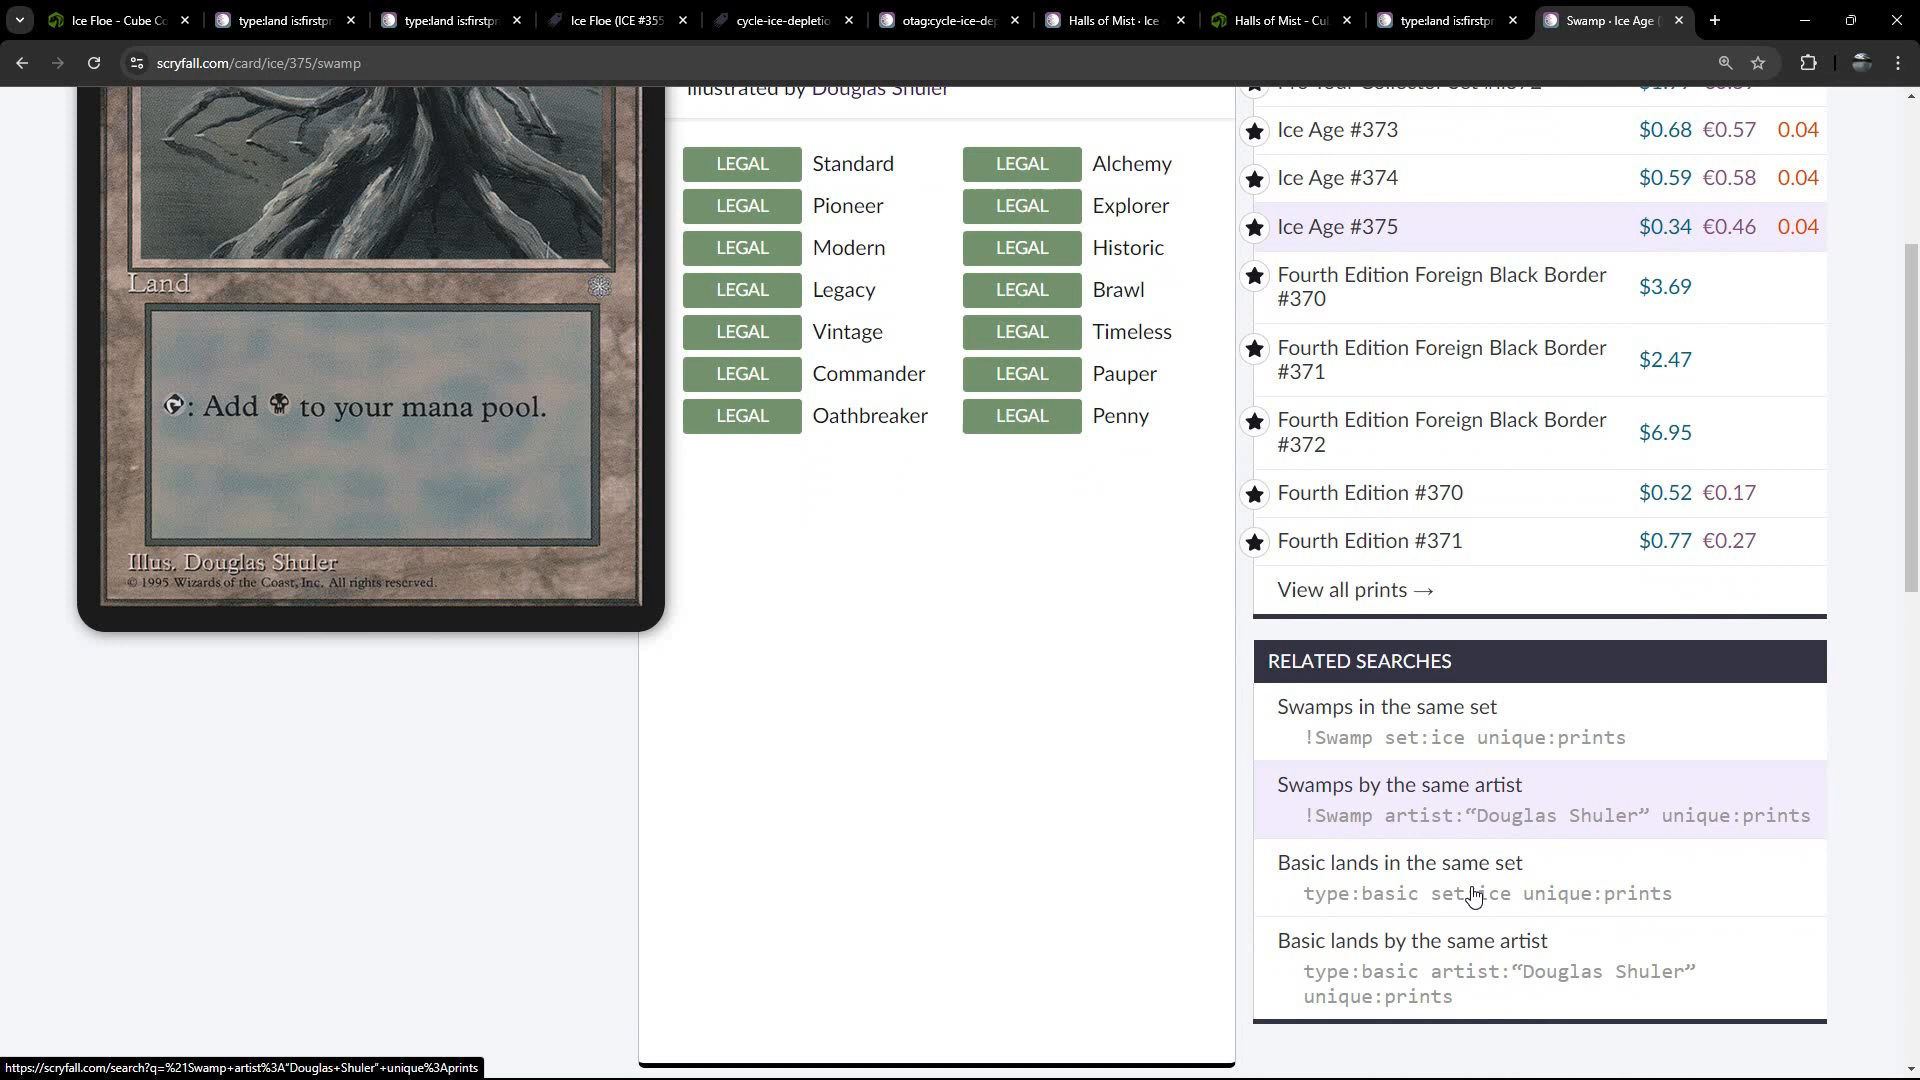 Ice Floe - Cube Co
type:land is:firstpr
type:land is:firstpr
Ice Floe (ICE #355
cycle-ice-depletio
otag:cycle-ice-dep
Halls of Mist · Ice
Halls of Mist - Cu
type:land is:firstpr
Swamp · Ice Age (
scryfall.com/card/ice/375/swamp
Illustrated by Douglas Shuler
Land
: Add to your mana pool.
Illus. Douglas Shuler
© 1995 Wizards of the Coast, Inc. All rights reserved.
LEGAL Standard LEGAL Alchemy
LEGAL Pioneer LEGAL Explorer
LEGAL Modern LEGAL Historic
LEGAL Legacy LEGAL Brawl
LEGAL Vintage LEGAL Timeless
LEGAL Commander LEGAL Pauper
LEGAL Oathbreaker LEGAL Penny
Ice Age #373 $0.68 €0.57 0.04
Ice Age #374 $0.59 €0.58 0.04
Ice Age #375 $0.34 €0.46 0.04
Fourth Edition Foreign Black Border
#370 $3.69
Fourth Edition Foreign Black Border
#371 $2.47
Fourth Edition Foreign Black Border
#372 $6.95
Fourth Edition #370 $0.52 €0.17
Fourth Edition #371 $0.77 €0.27
View all prints →
RELATED SEARCHES
Swamps in the same set
!Swamp set:ice unique:prints
Swamps by the same artist
!Swamp artist:“Douglas Shuler” unique:prints
Basic lands in the same set
type:basic set:ice unique:prints
Basic lands by the same artist
type:basic artist:“Douglas Shuler”
unique:prints
https://scryfall.com/search?q=%21Swamp+artist%3A“Douglas+Shuler”+unique%3Aprints